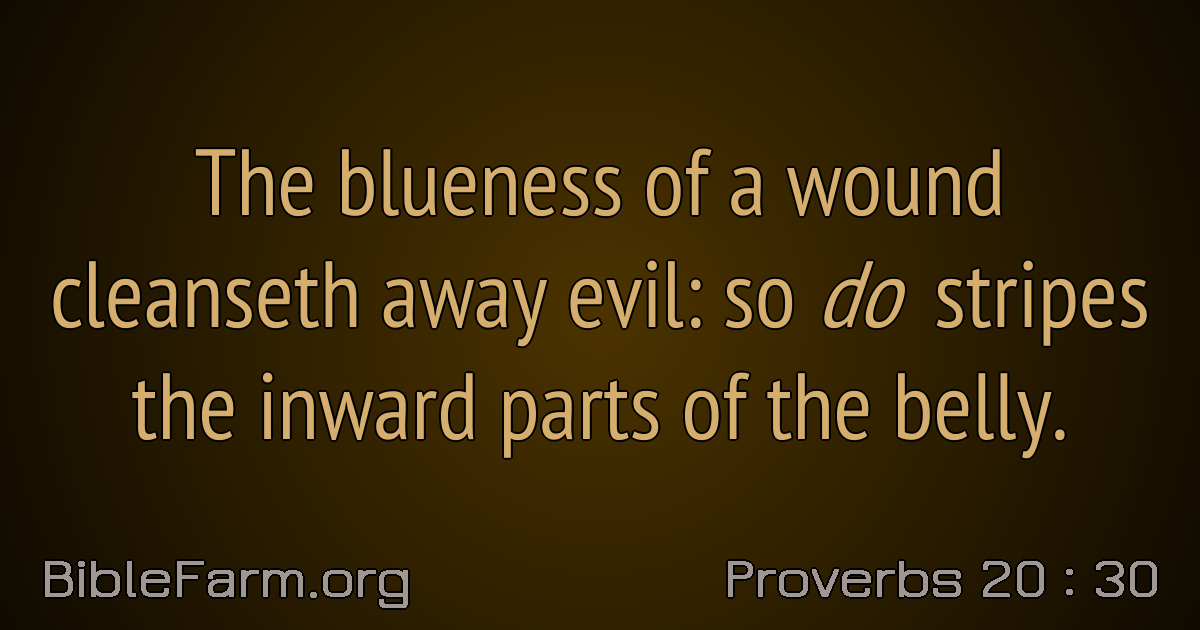 The blueness of a wound
cleanseth away evil: so do stripes
the inward parts of the belly.
BibleFarm.org
Proverbs 20 : 30